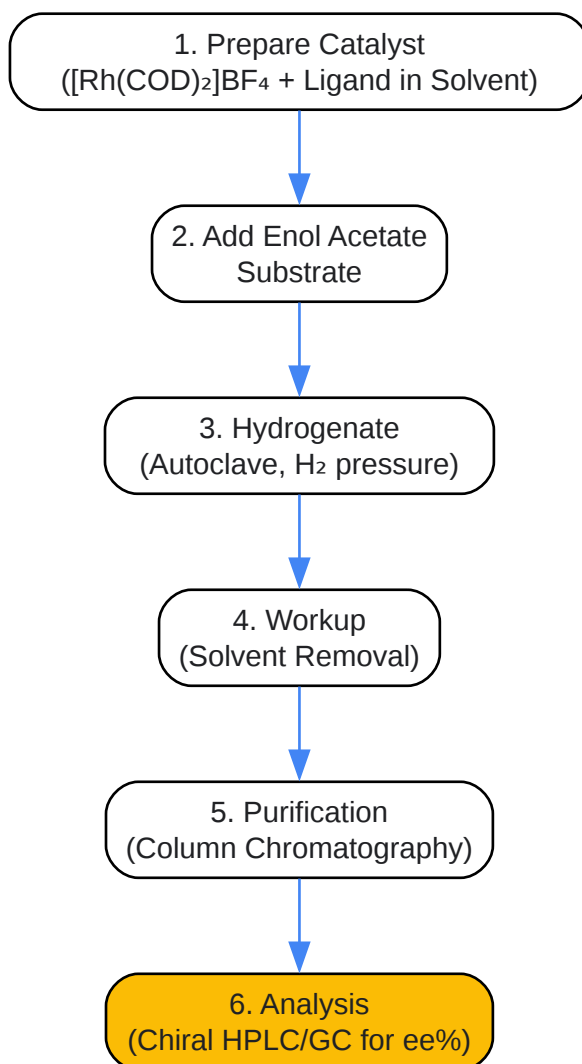 1. Prepare Catalyst
([Rh(COD)₂]BF₄ + Ligand in Solvent)
2. Add Enol Acetate
Substrate
3. Hydrogenate
(Autoclave, H₂ pressure)
4. Workup
(Solvent Removal)
5. Purification
(Column Chromatography)
6. Analysis
(Chiral HPLC/GC for ee%)